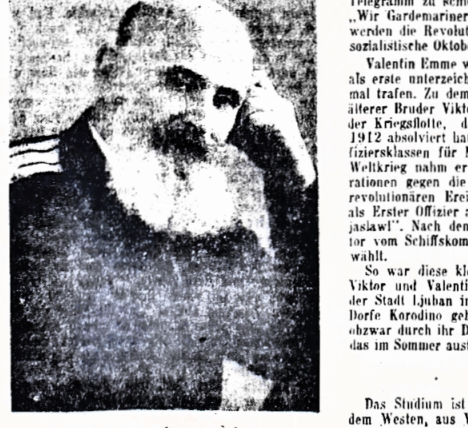 Telegramm zu
„Wir Gardemariner
werden die Revolut
sozialistische Oktob
Valentin Emme w
als erste unterzeich
mal trafen. Zu dem
älterer Bruder Vikt
der Kriegsflotte, d
1912 absolviert hat
fiziersklassen für
Weltkrieg nahm er
rationen gegen die
revolutionären Erei
als Erster Offizier
jaslawl". Nach dem
tor vom Schiffskom
wählt.
So war diese kl
Viktor und Valenti
der Stadt Ljuban in
Dorfe Korodino geb
obzwar durch ihr D
das im Sommer aust
Das Studium ist
dem Westen, aus